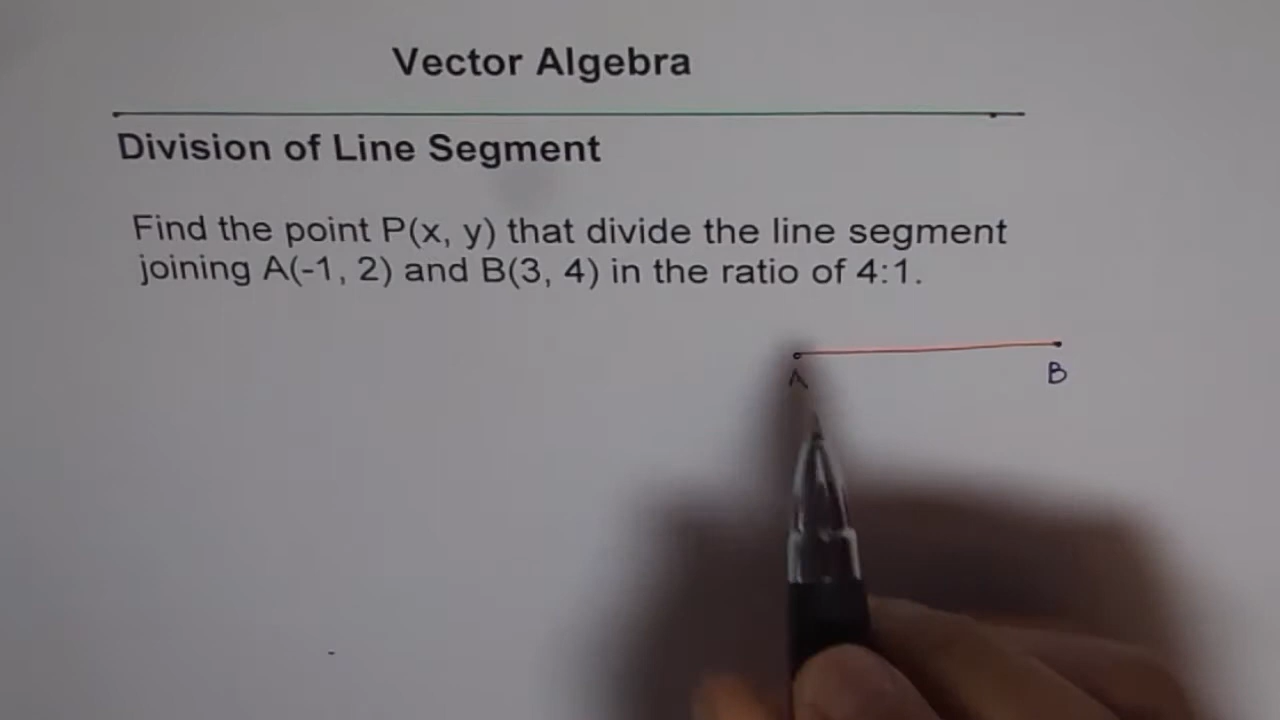 Vector Algebra
Division of Line Segment
Find the point P(x, y) that divide the line segment
joining A(-1, 2) and B(3, 4) in the ratio of 4:1.
A B